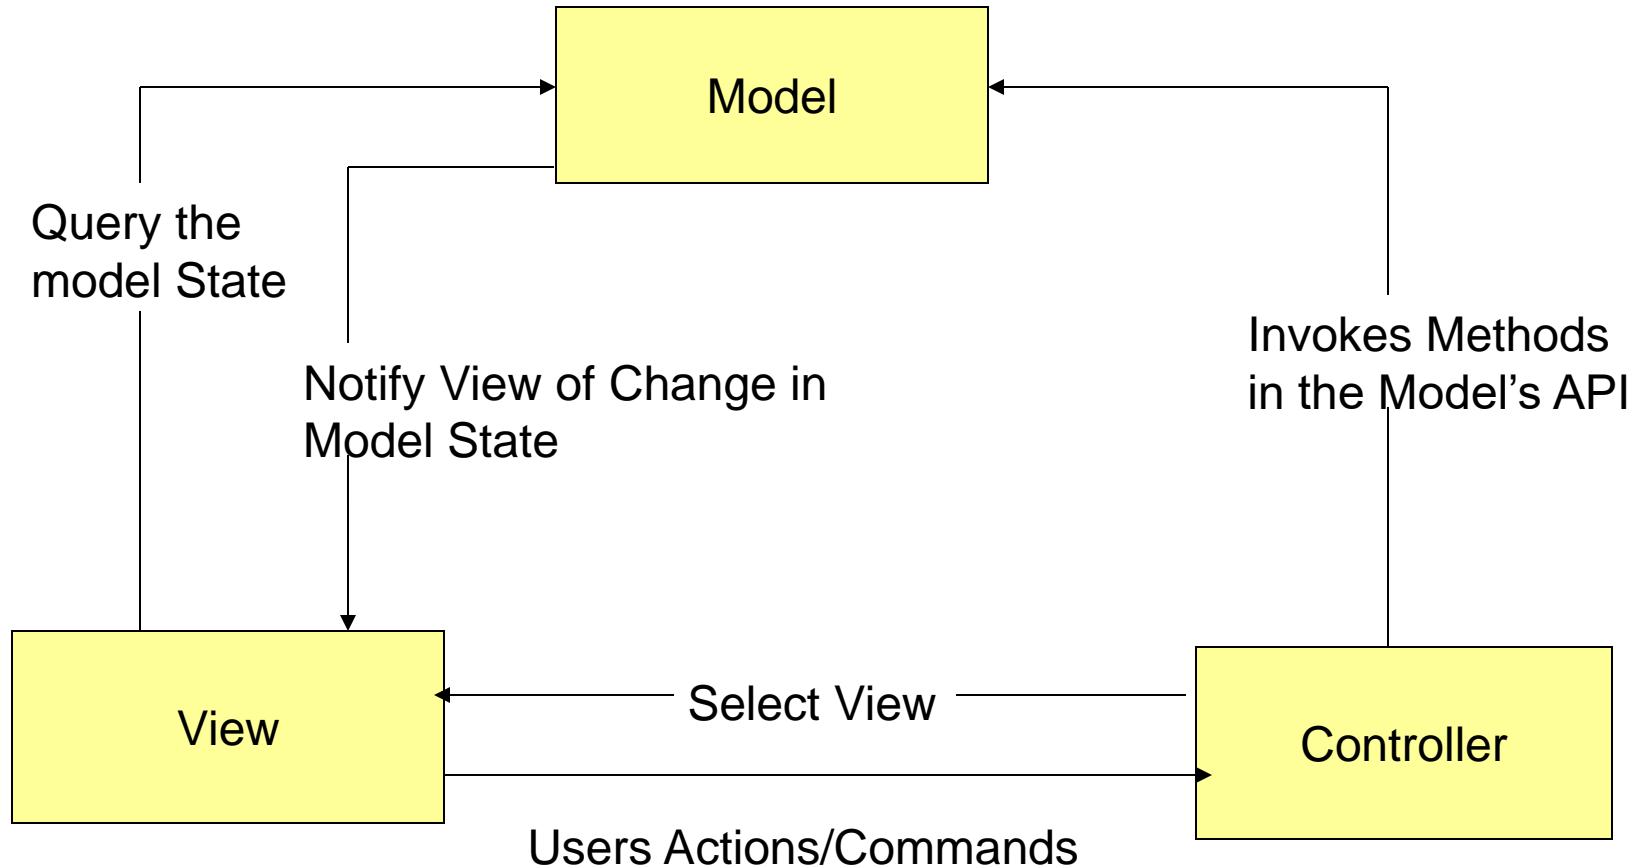 Model
Query the
model State
Notify View of Change in
Model State
Invokes Methods
in the Model’s API
View
Select View
Controller
Users Actions/Commands